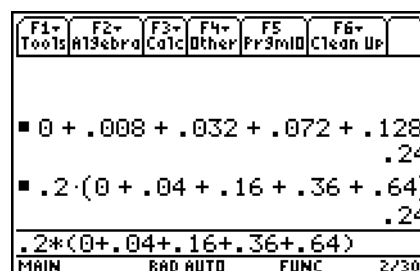 F1 F2 F3 F4 F5 F6
Tools Algebra Calc Other PrgmIO Clean Up
0 + .008 + .032 + .072 + .128
.24
.2·(0 + .04 + .16 + .36 + .64)
.24
.2*(0+.04+.16+.36+.64)
MAIN RAD AUTO FUNC 2/30